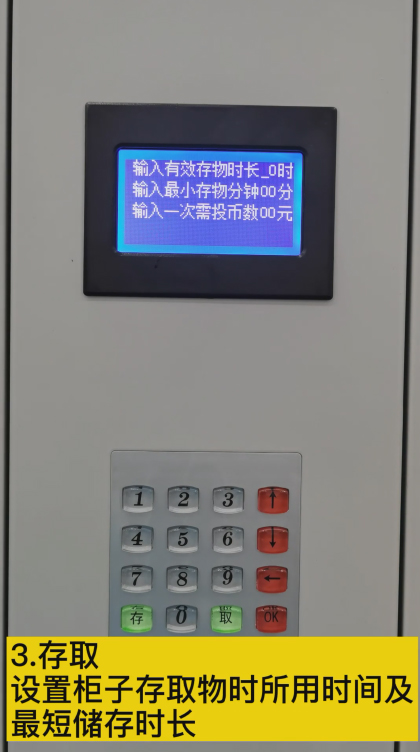 输入有效存物时长_0时
输入最小存物分钟00分
输入一次需投币数00元
1 2 3 ↑
4 5 6 ↓
7 8 9 ←
存 0 取 OK
3.存取
设置柜子存取物时所用时间及
最短储存时长